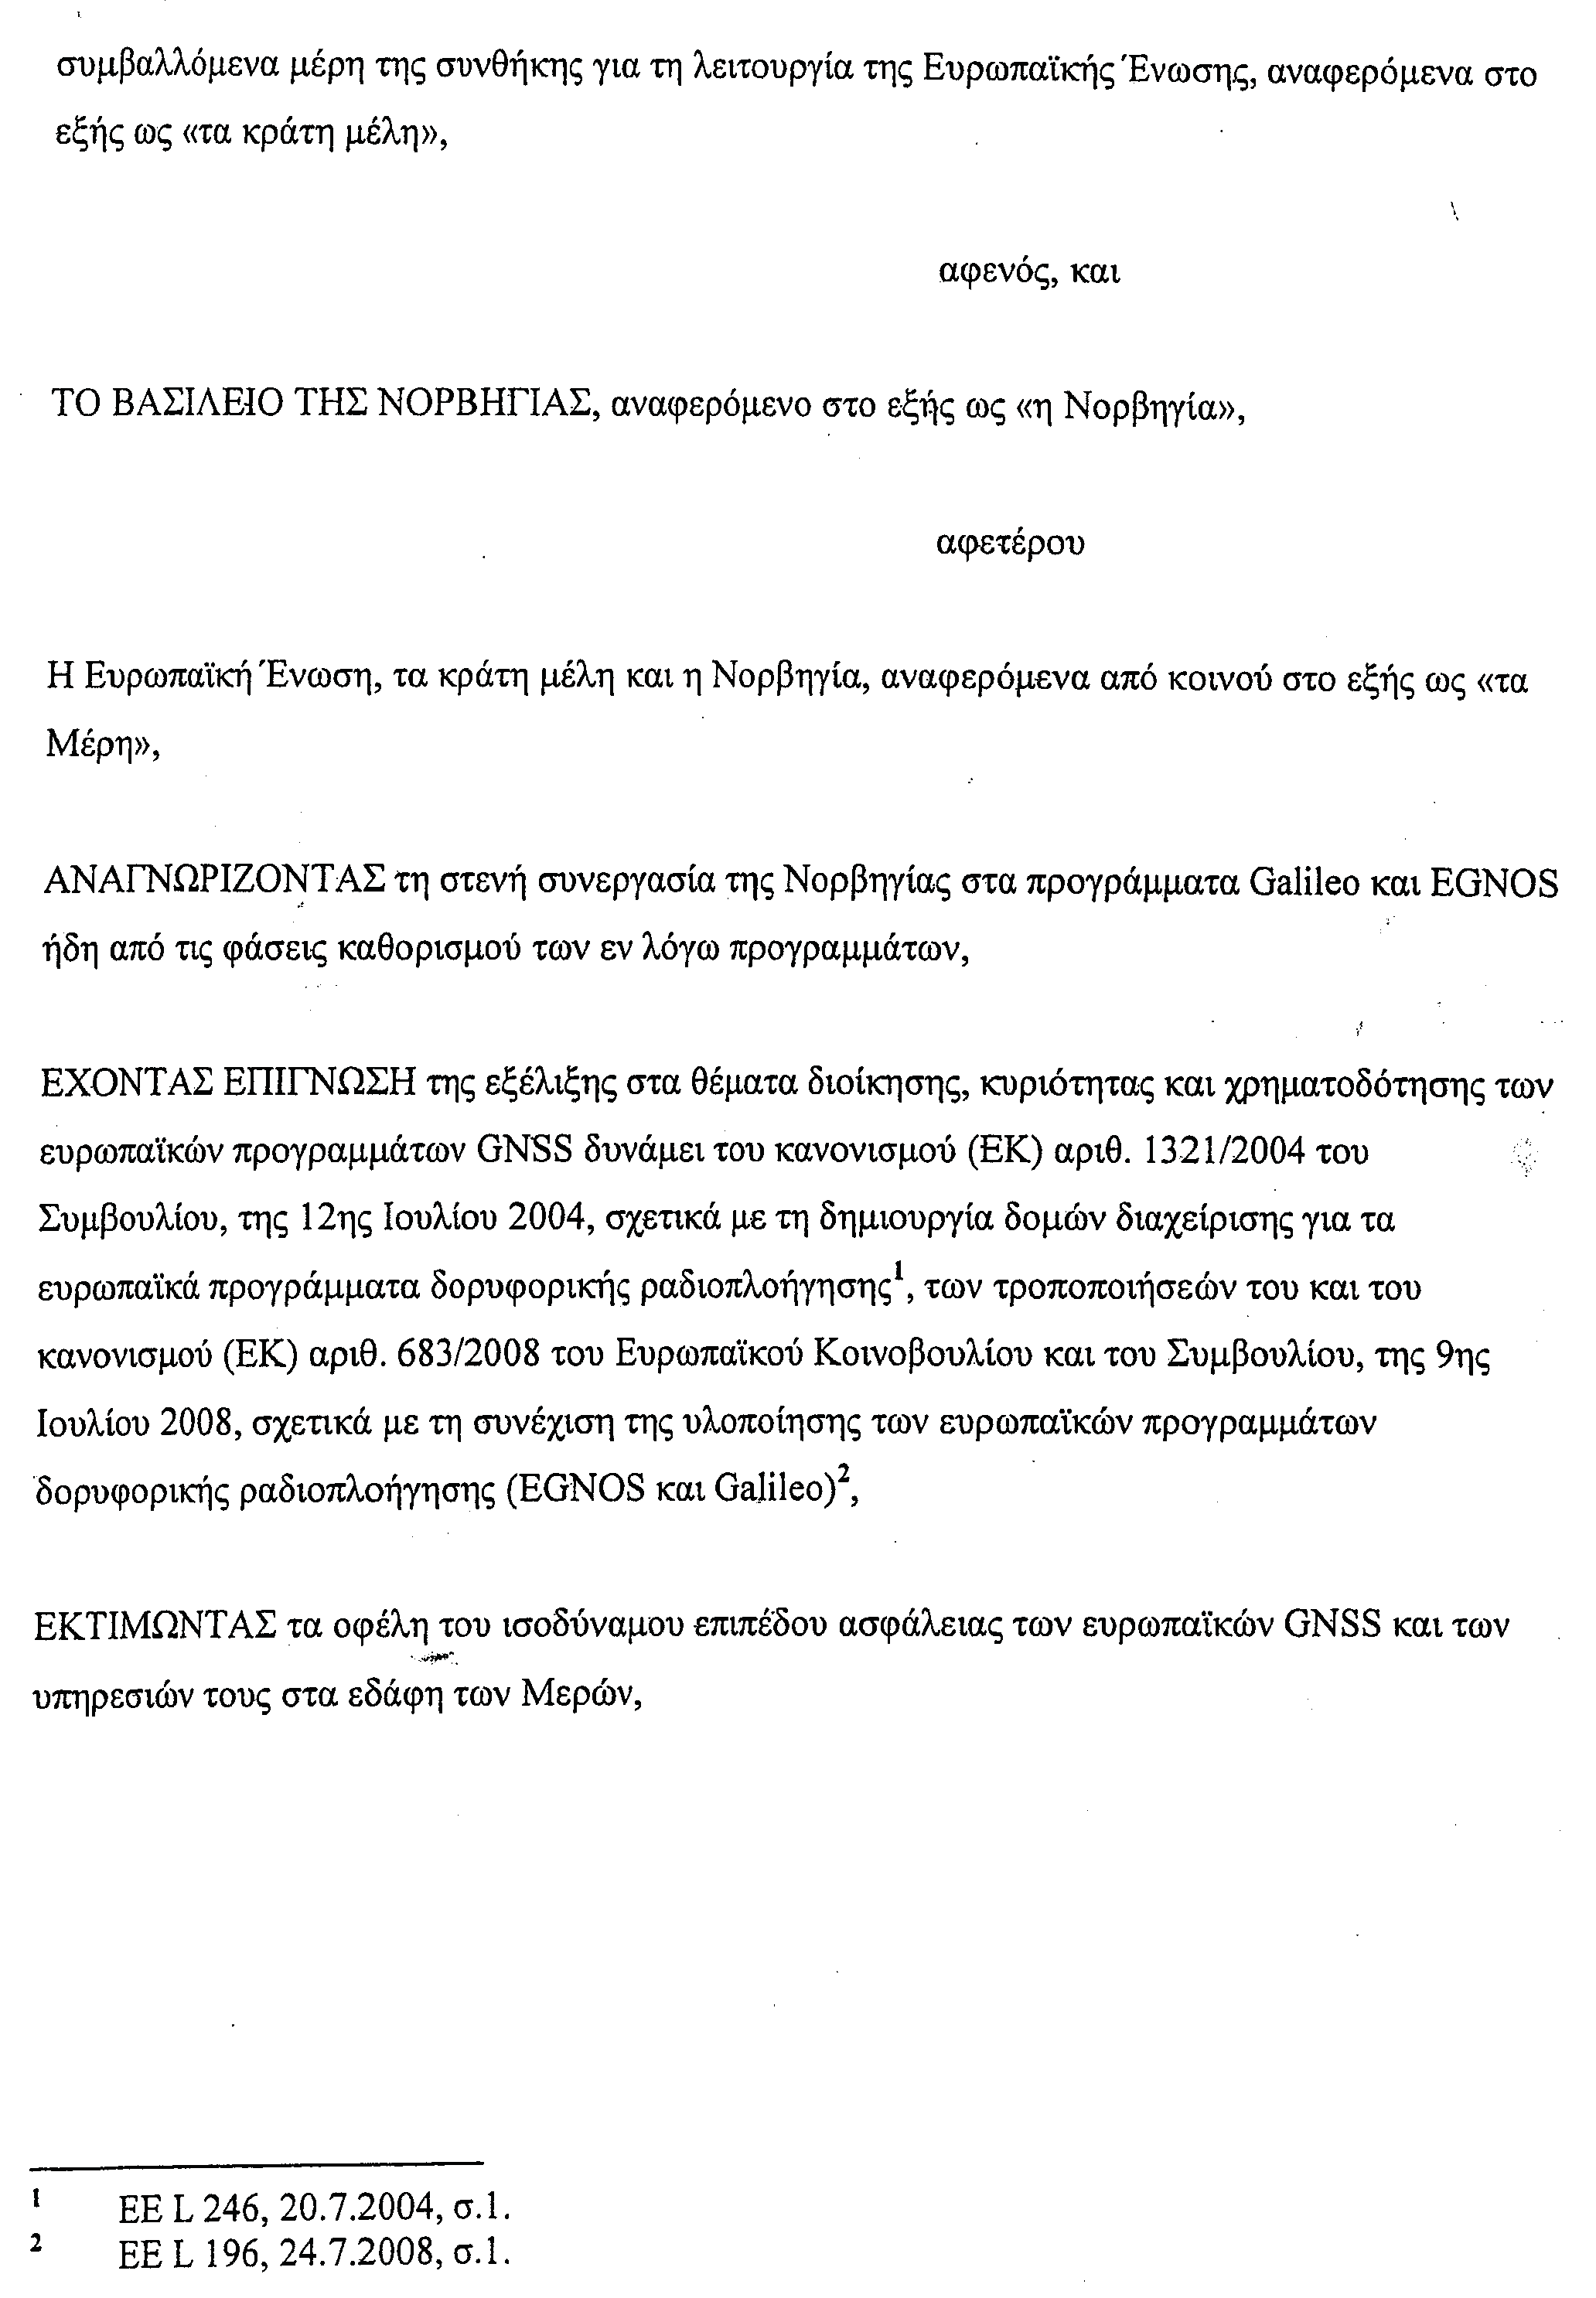 συμβαλλόμενα μέρη της συνθήκης για τη λειτουργία της Ευρωπαϊκής Ένωσης, αναφερόμενα στο
εξής ως «τα κράτη μέλη»,
αφενός, και
ΤΟ ΒΑΣΙΛΕΙΟ ΤΗΣ ΝΟΡΒΗΓΙΑΣ, αναφερόμενο στο εξής ως «η Νορβηγία»,
αφετέρου
Η Ευρωπαϊκή Ένωση, τα κράτη μέλη και η Νορβηγία, αναφερόμενα από κοινού στο εξής ως «τα
Μέρη»,
ΑΝΑΓΝΩΡΙΖΟΝΤΑΣ τη στενή συνεργασία της Νορβηγίας στα προγράμματα Galileo και EGNOS
ήδη από τις φάσεις καθορισμού των εν λόγω προγραμμάτων,
ΕΧΟΝΤΑΣ ΕΠΙΓΝΩΣΗ της εξέλιξης στα θέματα διοίκησης, κυριότητας και χρηματοδότησης των
ευρωπαϊκών προγραμμάτων GNSS δυνάμει του κανονισμού (ΕΚ) αριθ. 1321/2004 του
Συμβουλίου, της 12ης Ιουλίου 2004, σχετικά με τη δημιουργία δομών διαχείρισης για τα
ευρωπαϊκά προγράμματα δορυφορικής ραδιοπλοήγησης¹, των τροποποιήσεών του και του
κανονισμού (ΕΚ) αριθ. 683/2008 του Ευρωπαϊκού Κοινοβουλίου και του Συμβουλίου, της 9ης
Ιουλίου 2008, σχετικά με τη συνέχιση της υλοποίησης των ευρωπαϊκών προγραμμάτων
δορυφορικής ραδιοπλοήγησης (EGNOS και Galileo)²,
ΕΚΤΙΜΩΝΤΑΣ τα οφέλη του ισοδύναμου επιπέδου ασφάλειας των ευρωπαϊκών GNSS και των
υπηρεσιών τους στα εδάφη των Μερών,
¹ ΕΕ L 246, 20.7.2004, σ.1.
² ΕΕ L 196, 24.7.2008, σ.1.